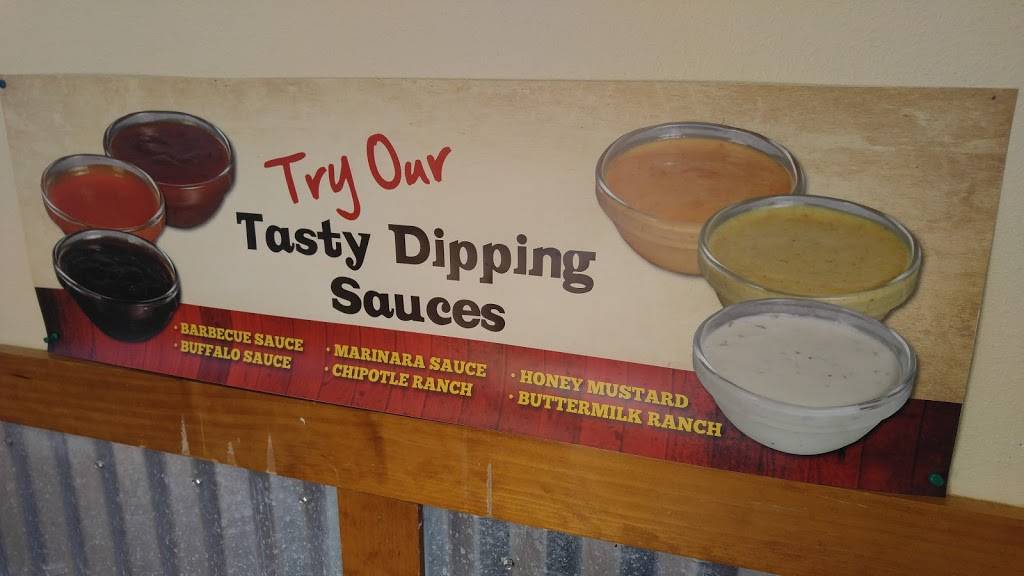 Try Our
Tasty Dipping
Sauces
· BARBECUE SAUCE
· BUFFALO SAUCE
· MARINARA SAUCE
· CHIPOTLE RANCH
· HONEY MUSTARD
· BUTTERMILK RANCH